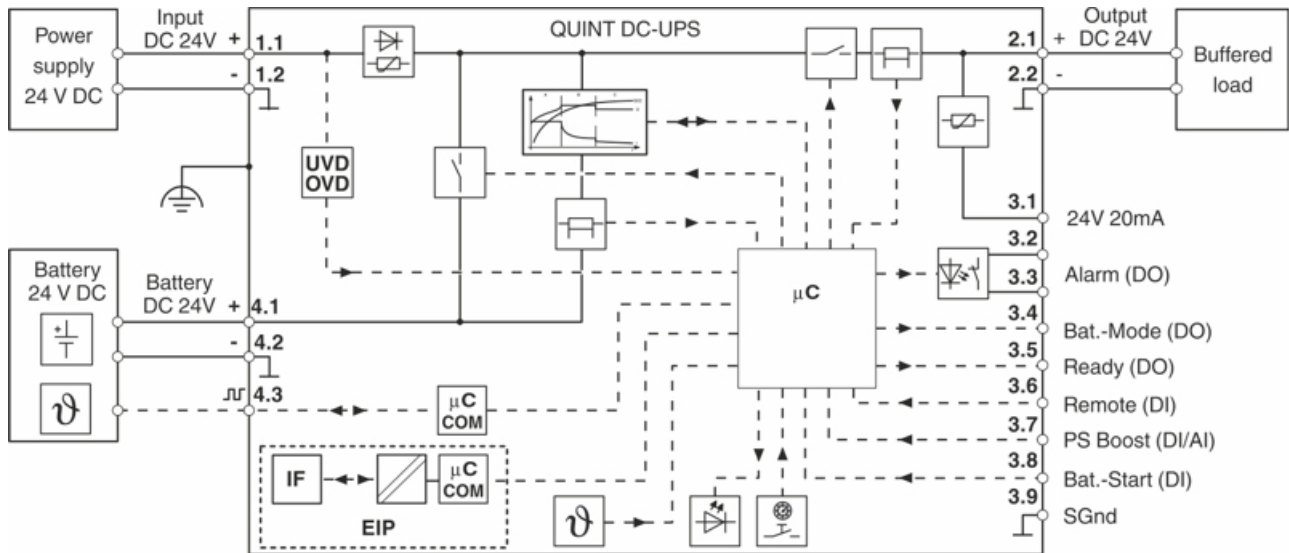 Power
supply
24 V DC
Input
DC 24V
+
1.1
-
1.2
QUINT DC-UPS
2.1
+
Output
DC 24V
2.2
-
Buffered
load
UVD
OVD
Battery
24 V DC
+
Battery
DC 24V
+
4.1
-
4.2
4.3
ϑ
µC
COM
IF
µC
COM
EIP
ϑ
µC
3.1
24V 20mA
3.2
3.3
Alarm (DO)
3.4
Bat.-Mode (DO)
3.5
Ready (DO)
3.6
Remote (DI)
3.7
PS Boost (DI/AI)
3.8
Bat.-Start (DI)
3.9
SGnd